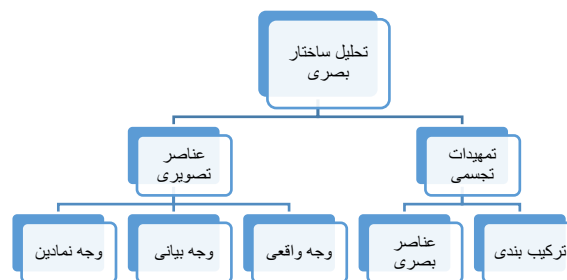 تحلیل ساختار
بصری
تمهیدات
تجسمی
عناصر
تصویری
ترکیب بندی
عناصر
بصری
وجه واقعی
وجه بیانی
وجه نمادین